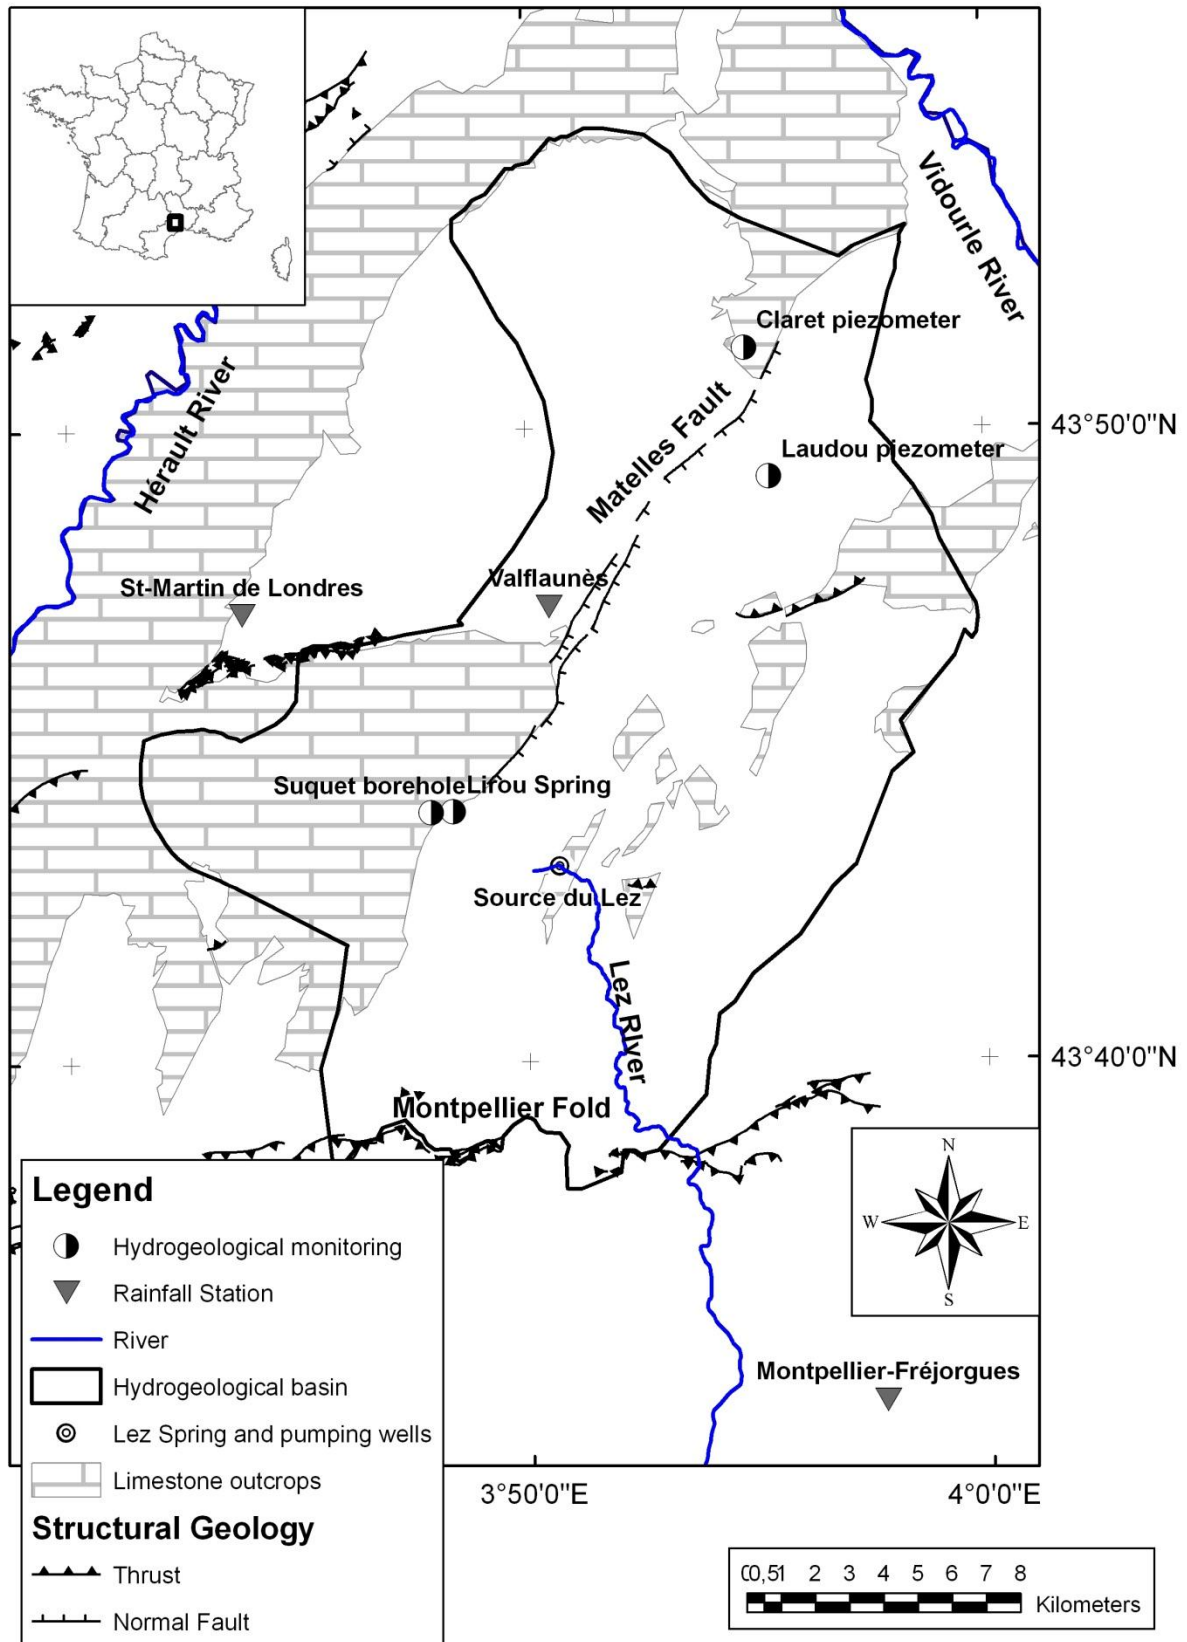 Vidourle River
Claret piezometer
Hérault River
Matelles Fault
43°50'0"N
Laudou piezometer
St-Martin de Londres
Valflaunès
Suquet borehole
Lirou Spring
Source du Lez
Lez RIver
43°40'0"N
Montpellier Fold
N
W
E
S
Legend
Hydrogeological monitoring
Rainfall Station
River
Hydrogeological basin
Lez Spring and pumping wells
Limestone outcrops
Structural Geology
Thrust
Normal Fault
Montpellier-Fréjorgues
3°50'0"E
4°0'0"E
0 0,5 1 2 3 4 5 6 7 8
Kilometers